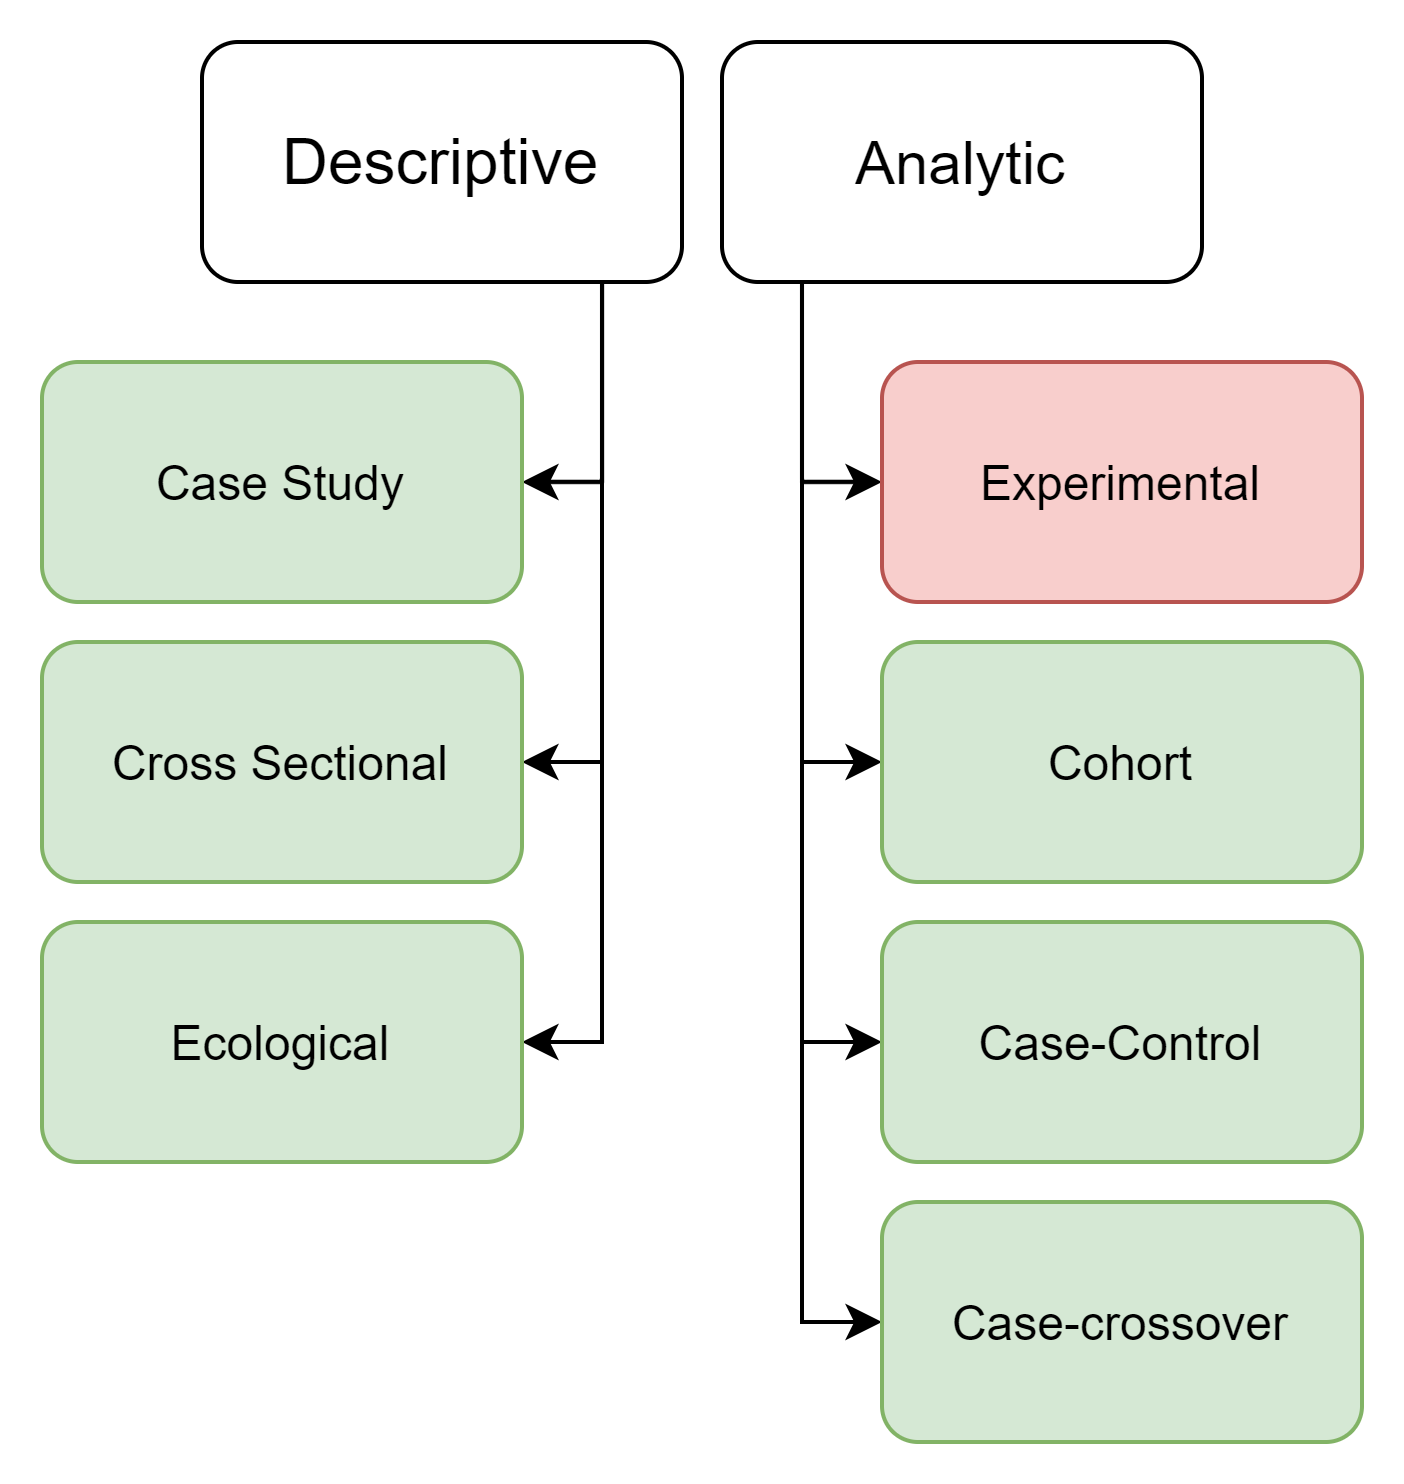 Descriptive
Analytic
Case Study
Experimental
Cross Sectional
Cohort
Ecological
Case-Control
Case-crossover